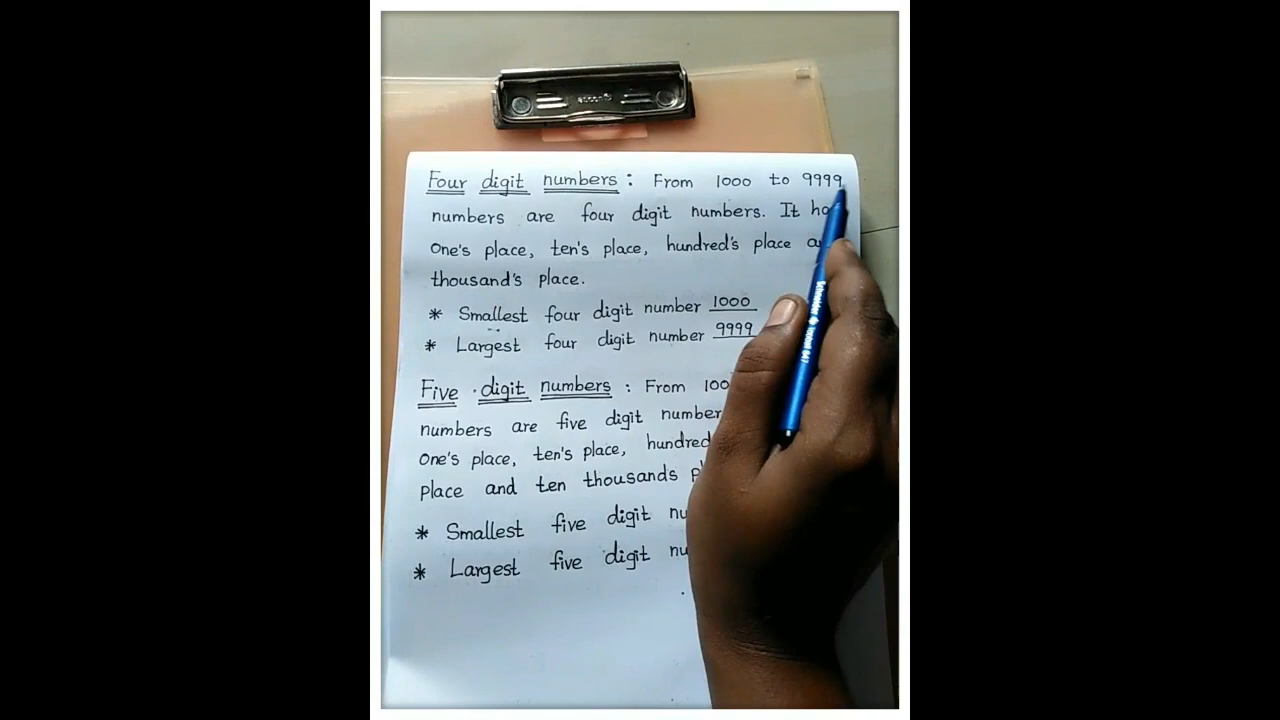 Four digit numbers : From 1000 to 9999
numbers are four digit numbers. It
One's place, ten's place, hundred's place
thousand's place.
* Smallest four digit number 1000
* Largest four digit number 9999
Five digit numbers : From
numbers are five digit
One's place, ten's place,
place and ten thousands
* Smallest five digit
* Largest five digit
Schneider